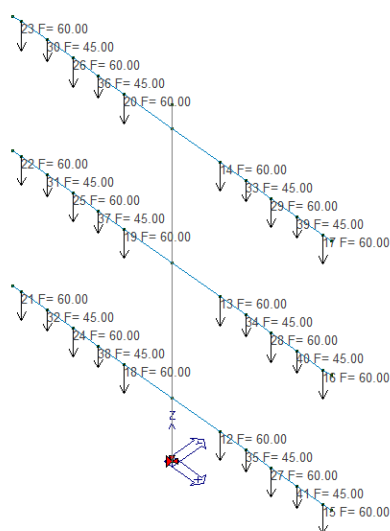 23 F= 60.00
30 F= 45.00
26 F= 60.00
36 F= 45.00
20 F= 60.00
14 F= 60.00
33 F= 45.00
29 F= 60.00
39 F= 45.00
17 F= 60.00
22 F= 60.00
31 F= 45.00
25 F= 60.00
37 F= 45.00
19 F= 60.00
13 F= 60.00
34 F= 45.00
28 F= 60.00
40 F= 45.00
16 F= 60.00
21 F= 60.00
32 F= 45.00
24 F= 60.00
38 F= 45.00
18 F= 60.00
12 F= 60.00
35 F= 45.00
27 F= 60.00
41 F= 45.00
15 F= 60.00
Z